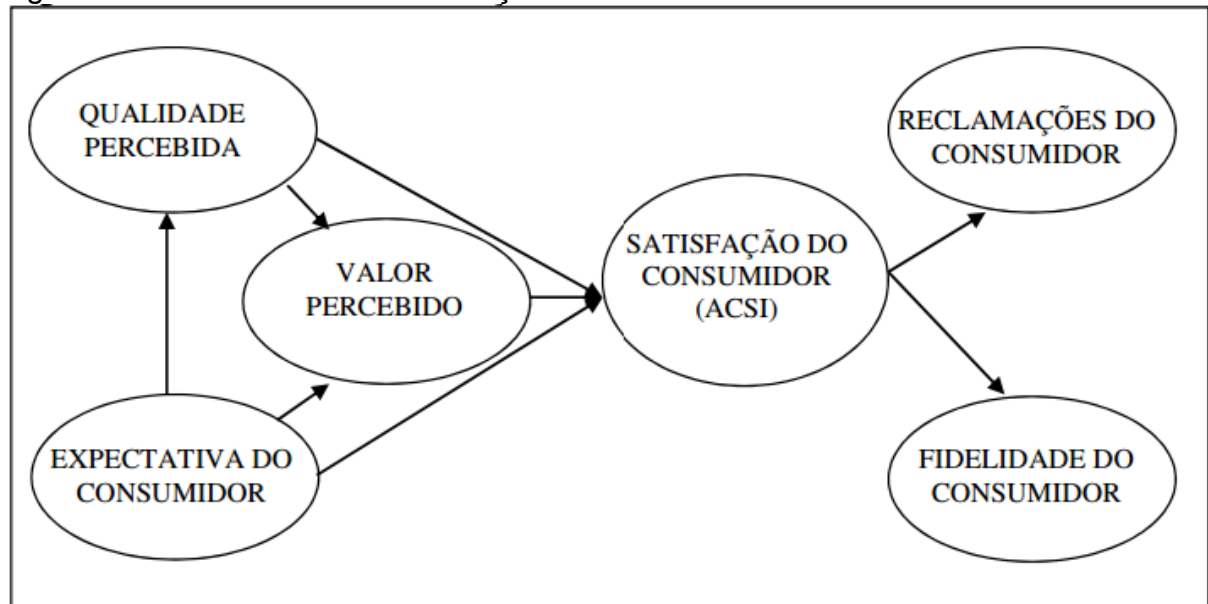 QUALIDADE
PERCEBIDA
VALOR
PERCEBIDO
EXPECTATIVA DO
CONSUMIDOR
SATISFAÇÃO DO
CONSUMIDOR
(ACSI)
RECLAMAÇÕES DO
CONSUMIDOR
FIDELIDADE DO
CONSUMIDOR